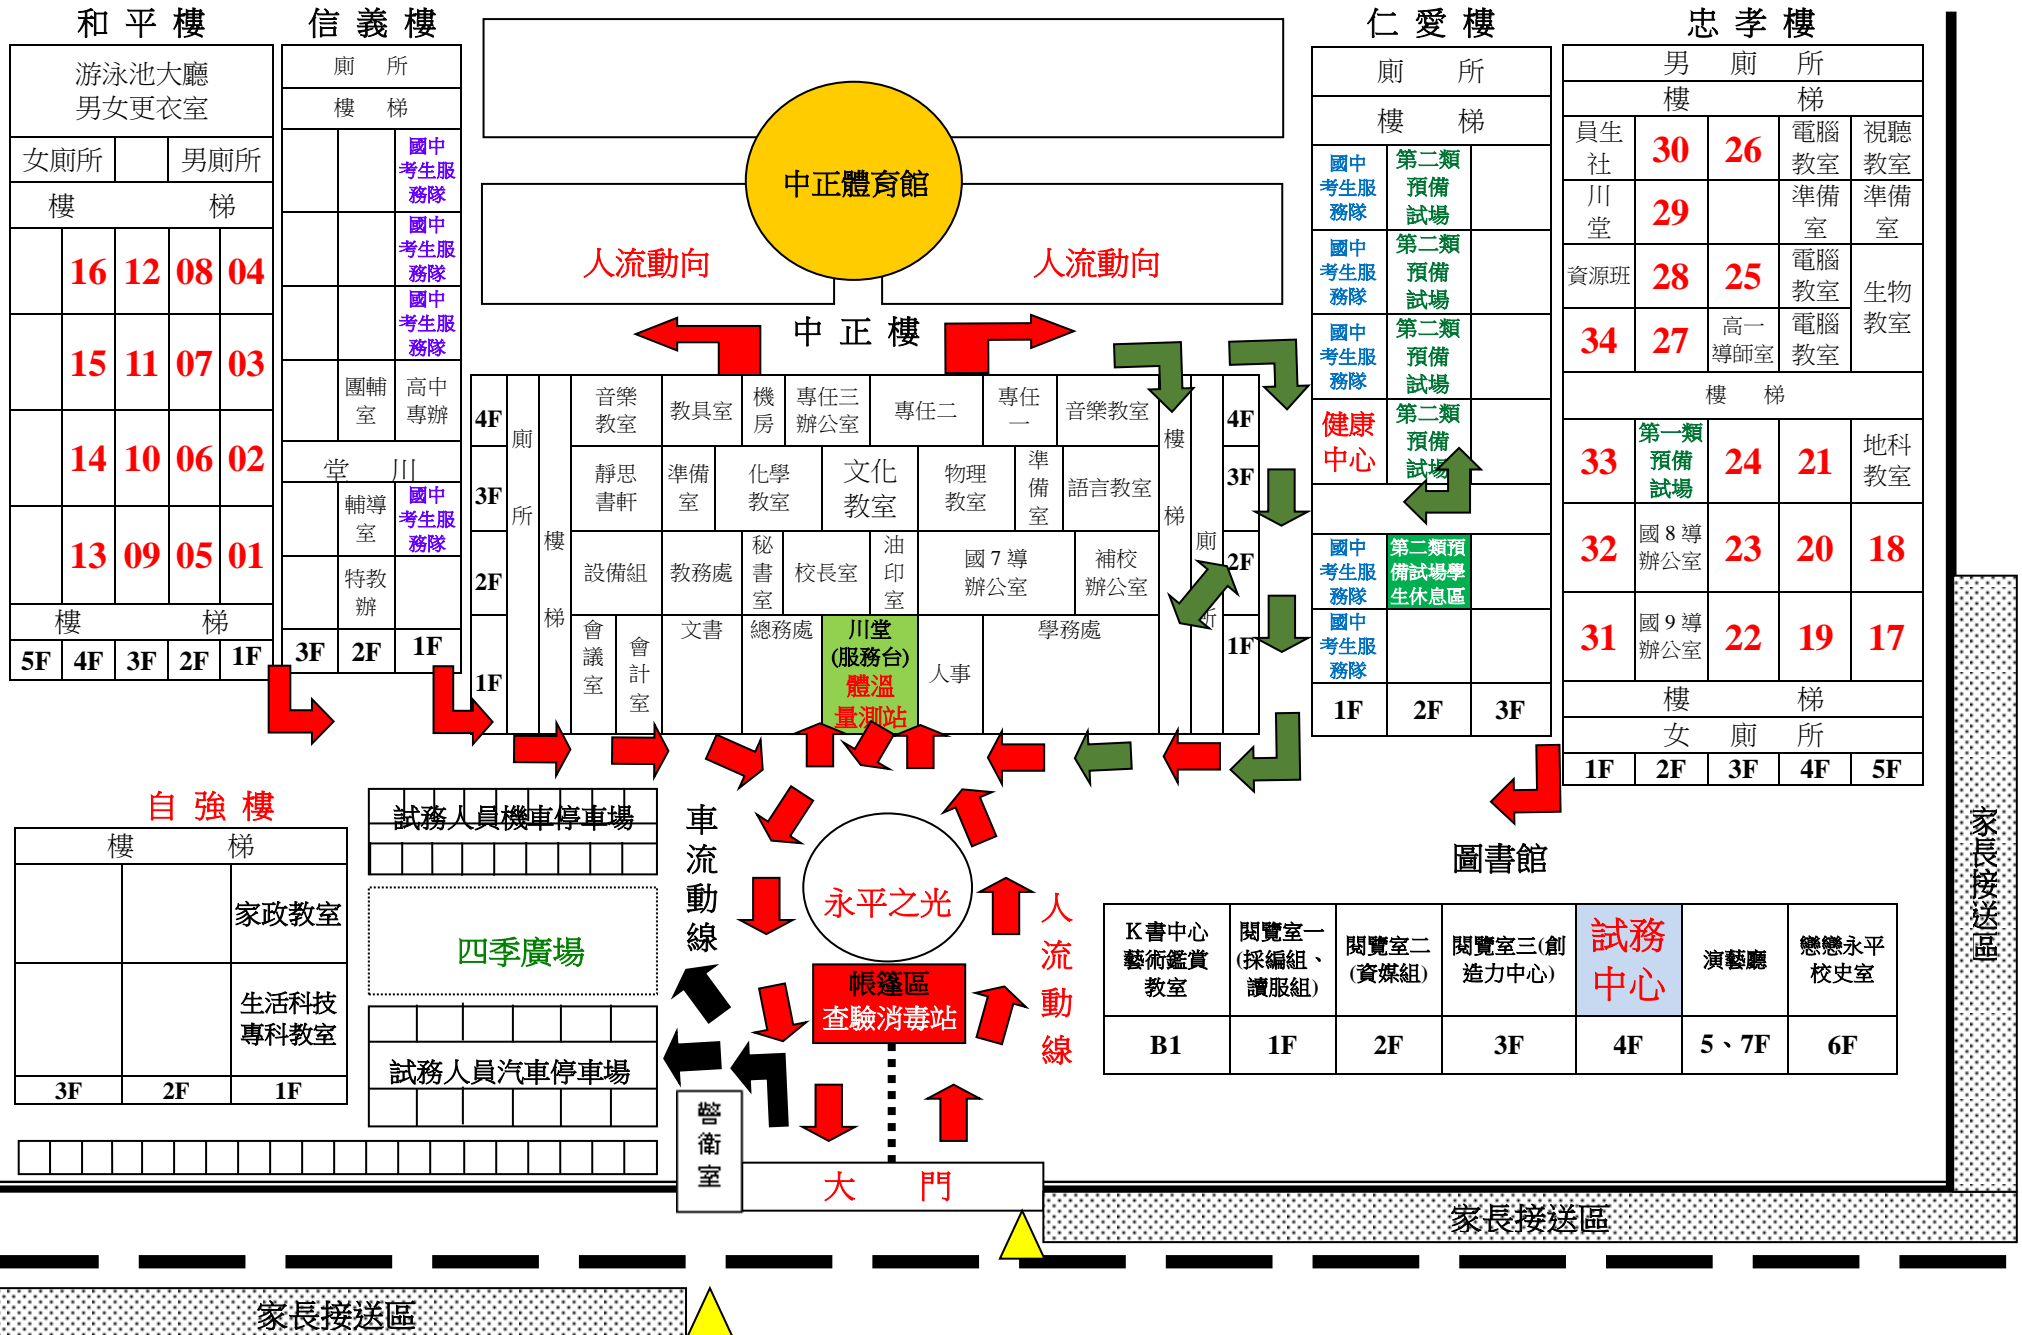 和平樓
游泳池大廳
男女更衣室
女廁所
男廁所
樓 梯
16 12 08 04
15 11 07 03
14 10 06 02
13 09 05 01
樓 梯
5F 4F 3F 2F 1F
信義樓
廁 所
樓 梯
國中
考生服
務隊
國中
考生服
務隊
國中
考生服
務隊
團輔
室
高中
專辦
堂 川
輔導
室
國中
考生服
務隊
特教
辦
3F 2F 1F
中正體育館
人流動向
人流動向
中正樓
4F
3F
2F
1F
廁
所
樓
梯
音樂
教室
教具室
機
房
專任三
辦公室
專任二
專任
一
音樂教室
靜思
書軒
準備
室
化學
教室
文化
教室
物理
教室
準
備
室
語言教室
設備組
教務處
秘
書
室
校長室
油
印
室
國7導
辦公室
補校
辦公室
會
議
室
會
計
室
文書
總務處
川堂
(服務台)
體溫
量測站
人事
學務處
樓
梯
廁
所
4F
3F
2F
1F
仁愛樓
廁 所
樓 梯
國中
考生服
務隊
第二類
預備
試場
國中
考生服
務隊
第二類
預備
試場
國中
考生服
務隊
第二類
預備
試場
健康
中心
第二類
預備
試場
國中
考生服
務隊
第二類預
備試場學
生休息區
國中
考生服
務隊
1F 2F 3F
忠孝樓
男 廁 所
樓 梯
員生
社
30 26
電腦
教室
視聽
教室
川
堂
29
準備
室
準備
室
資源班
28 25
電腦
教室
生物
教室
34 27
高一
導師室
電腦
教室
樓 梯
33
第一類
預備
試場
24 21
地科
教室
32
國8導
辦公室
23 20 18
31
國9導
辦公室
22 19 17
樓 梯
女 廁 所
1F 2F 3F 4F 5F
自強樓
樓 梯
家政教室
生活科技
專科教室
3F 2F 1F
試務人員機車停車場
四季廣場
試務人員汽車停車場
車流動線
永平之光
人流動線
帳篷區
查驗消毒站
警衛室
大 門
圖書館
K書中心
藝術鑑賞
教室
閱覽室一
(採編組、
讀服組)
閱覽室二
(資媒組)
閱覽室三(創
造力中心)
試務
中心
演藝廳
戀戀永平
校史室
B1 1F 2F 3F 4F 5、7F 6F
家長接送區
家長接送區
家長接送區